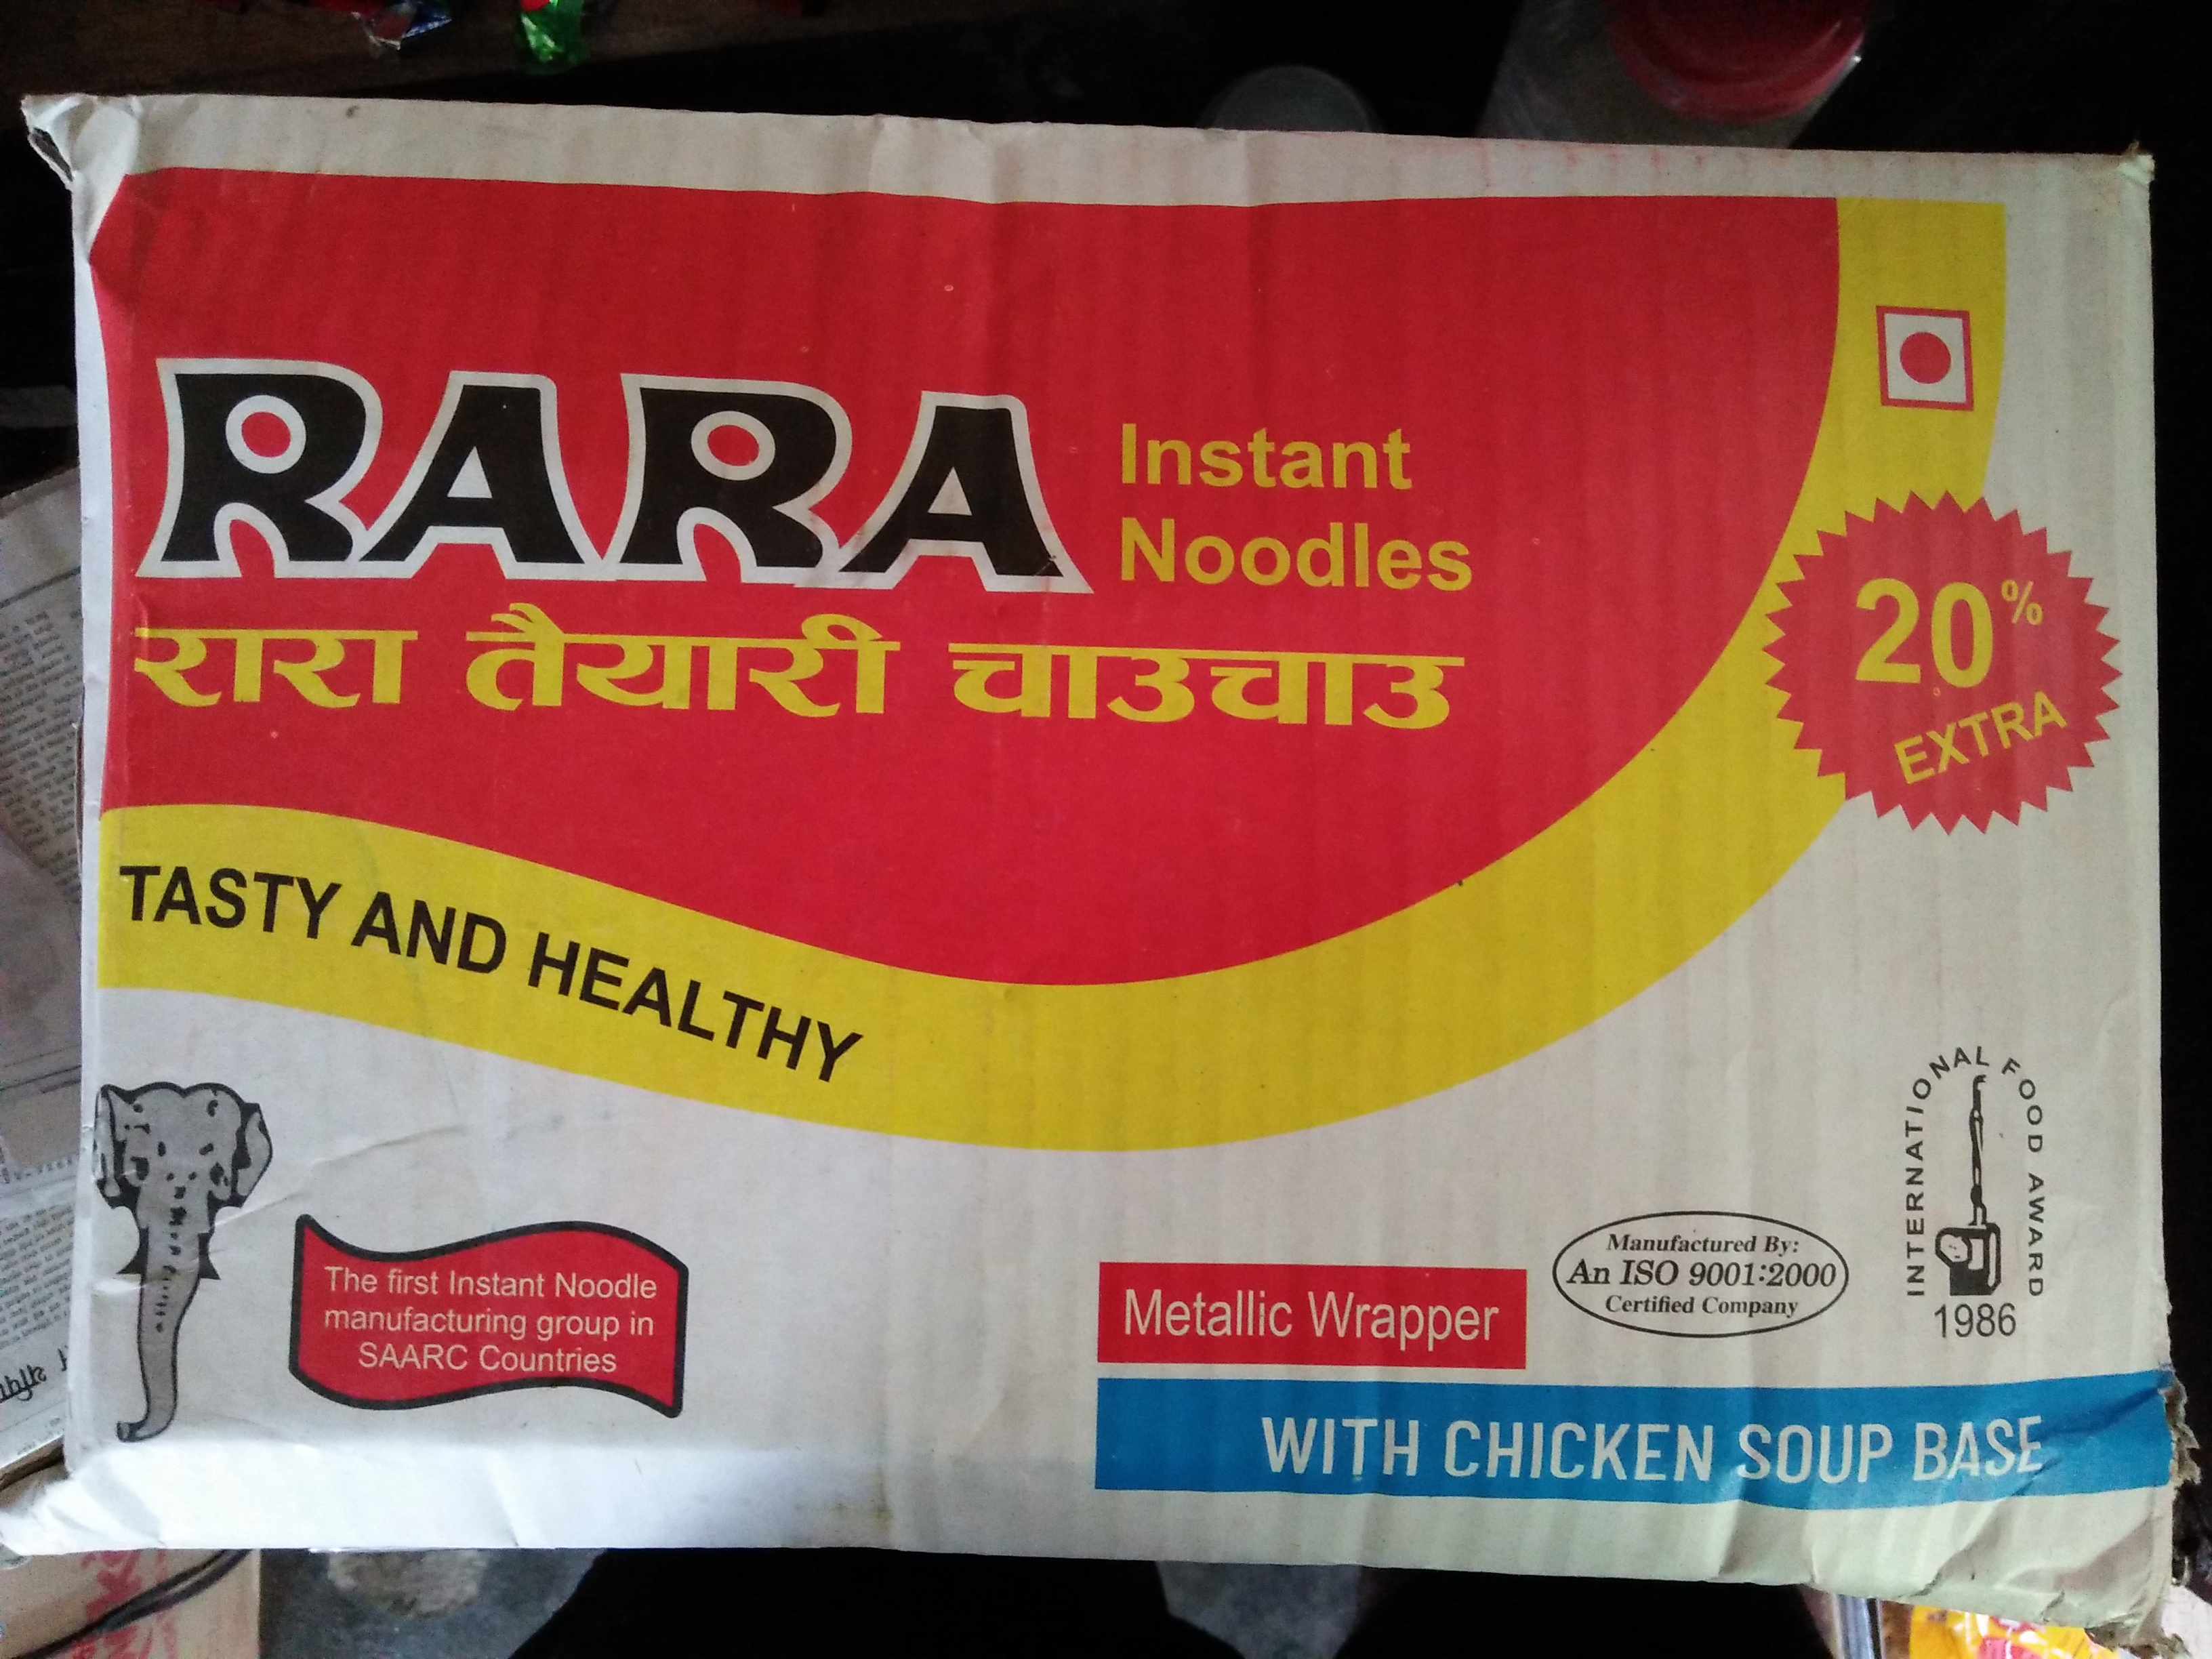 RARA Instant
Noodles
रारा तैयारी चाउचाउ
20%
EXTRA
TASTY AND HEALTHY
The first Instant Noodle
manufacturing group in
SAARC Countries
Metallic Wrapper
Manufactured By:
An ISO 9001:2000
Certified Company
INTERNATIONAL FOOD AWARD
1986
WITH CHICKEN SOUP BASE